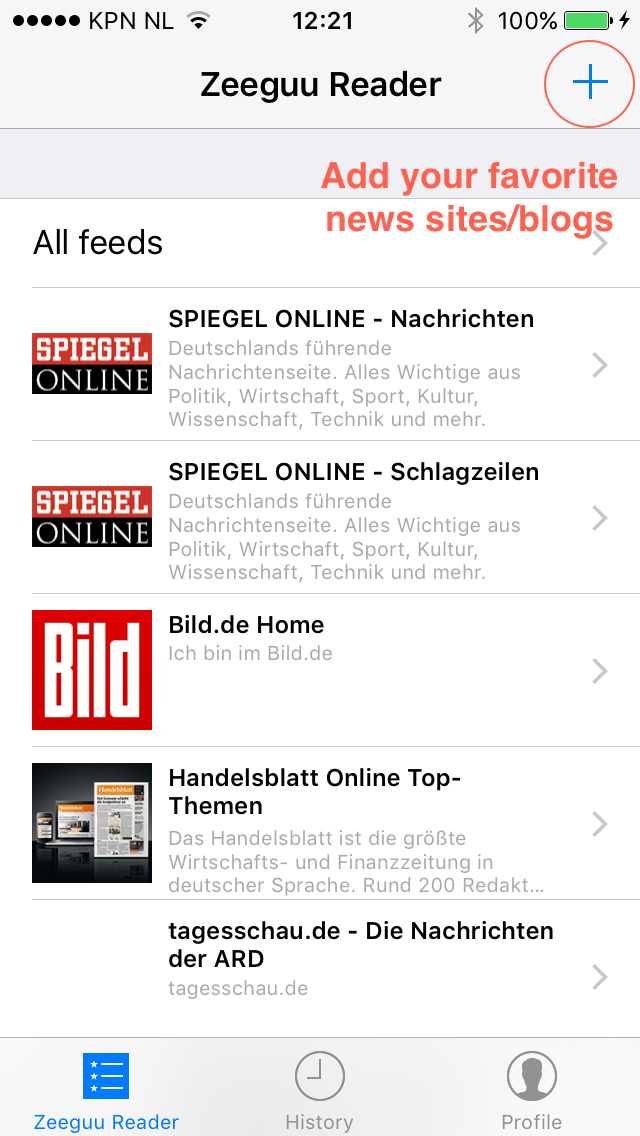 KPN NL 12:21 100%
Zeeguu Reader
Add your favorite
news sites/blogs
All feeds
SPIEGEL
ONLINE
SPIEGEL ONLINE - Nachrichten
Deutschlands führende
Nachrichtenseite. Alles Wichtige aus
Politik, Wirtschaft, Sport, Kultur,
Wissenschaft, Technik und mehr.
SPIEGEL
ONLINE
SPIEGEL ONLINE - Schlagzeilen
Deutschlands führende
Nachrichtenseite. Alles Wichtige aus
Politik, Wirtschaft, Sport, Kultur,
Wissenschaft, Technik und mehr.
Bild
Bild.de Home
Ich bin im Bild.de
Handelsblatt
Handelsblatt Online Top-
Themen
Das Handelsblatt ist die größte
Wirtschafts- und Finanzzeitung in
deutscher Sprache. Rund 200 Redakt...
tagesschau.de - Die Nachrichten
der ARD
tagesschau.de
Zeeguu Reader
History
Profile